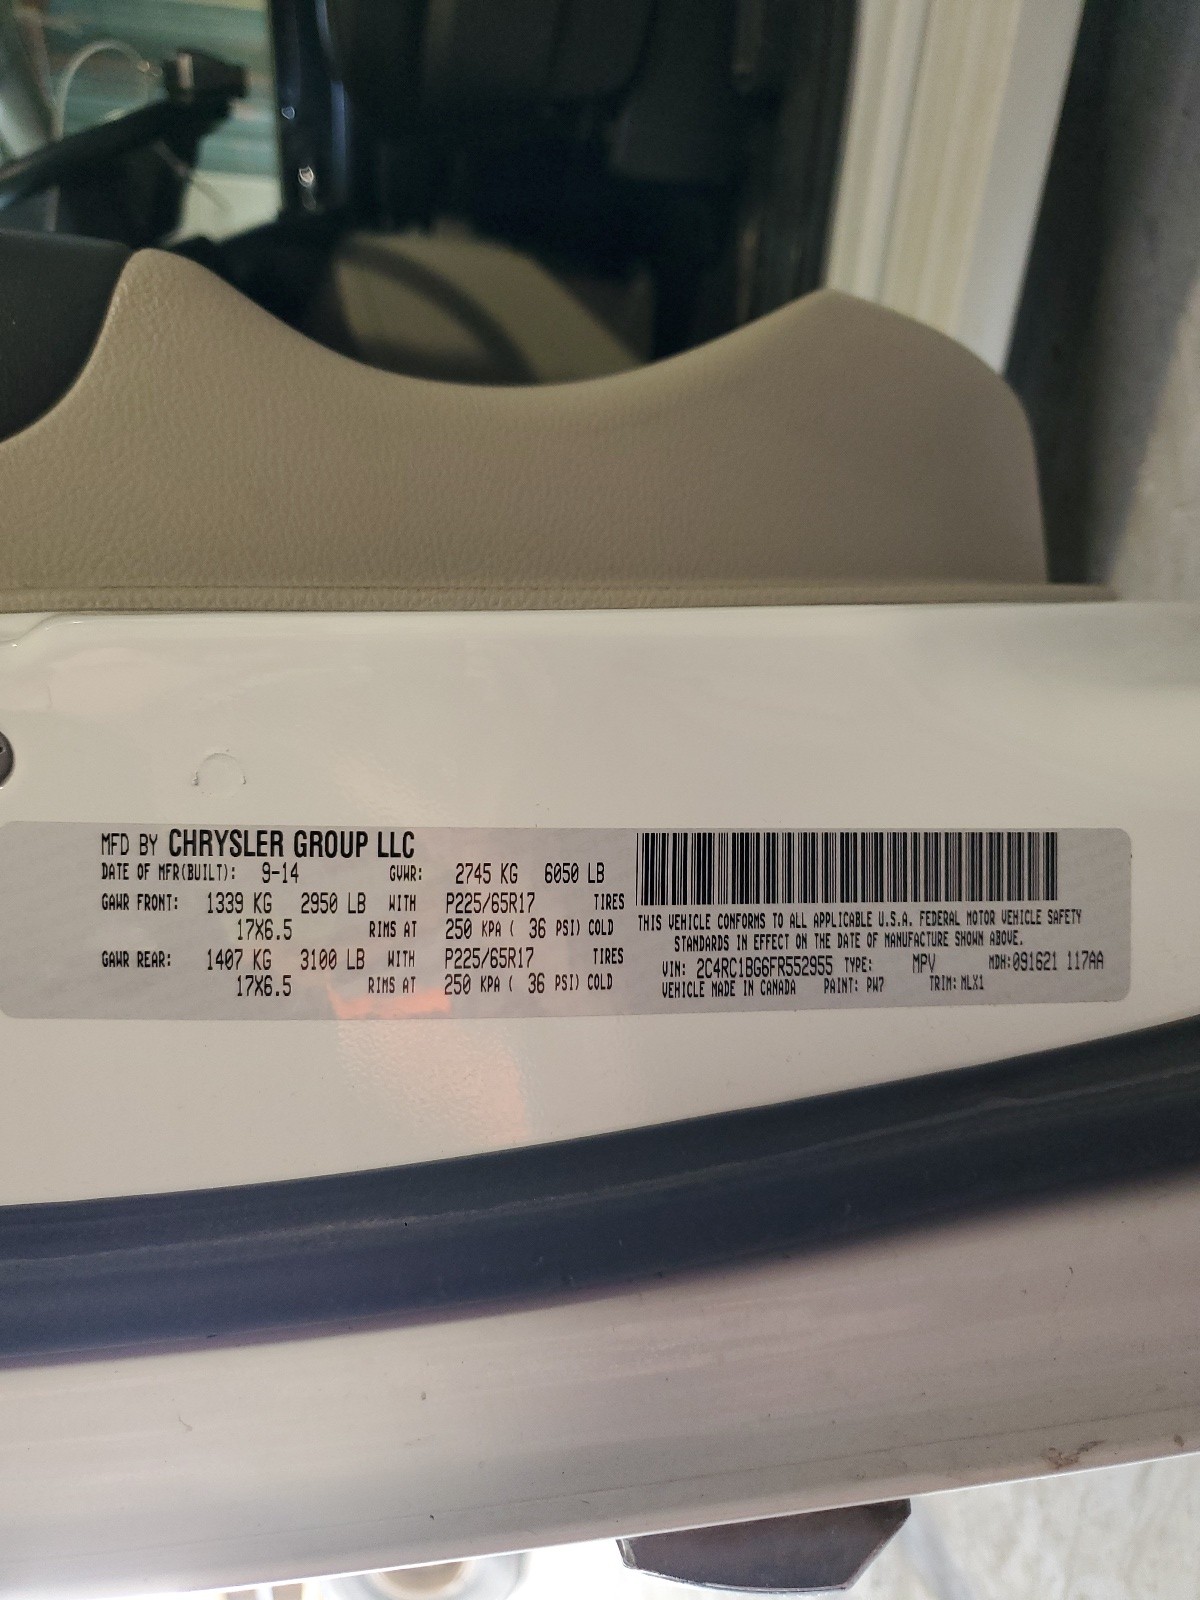 MFD BY CHRYSLER GROUP LLC
DATE OF MFR(BUILT): 9-14 GVWR: 2745 KG 6050 LB
GAWR FRONT: 1339 KG 2950 LB WITH P225/65R17 TIRES
17X6.5 RIMS AT 250 KPA ( 36 PSI) COLD
GAWR REAR: 1407 KG 3100 LB WITH P225/65R17 TIRES
17X6.5 RIMS AT 250 KPA ( 36 PSI) COLD
THIS VEHICLE CONFORMS TO ALL APPLICABLE U.S.A. FEDERAL MOTOR VEHICLE SAFETY
STANDARDS IN EFFECT ON THE DATE OF MANUFACTURE SHOWN ABOVE.
VIN: 2C4RC1BG6FR552955 TYPE: MPV MDH: 091621 117AA
VEHICLE MADE IN CANADA PAINT: PW7 TRIM: MLX1